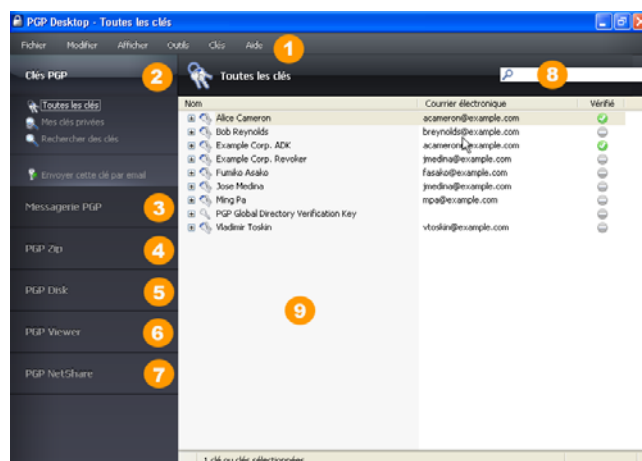 PGP Desktop - Toutes les clés
Fichier Modifier Afficher Outils Clés Aide
1
Clés PGP
2
Toutes les clés
8
Toutes les clés
Mes clés privées
Rechercher des clés
Envoyer cette clé par email
Messagerie PGP
3
PGP Zip
4
PGP Disk
5
PGP Viewer
6
PGP NetShare
7
Nom Courrier électronique Vérifié
Alice Cameron acameron@example.com
Bob Reynolds breynolds@example.com
Example Corp. ADK acameron@example.com
Example Corp. Revoker jmedina@example.com
Fumiko Asako fasako@example.com
Jose Medina jmedina@example.com
Ming Pa mpa@example.com
PGP Global Directory Verification Key
Vladimir Toskin vtoskin@example.com
9
1 clé ou clés sélectionnées